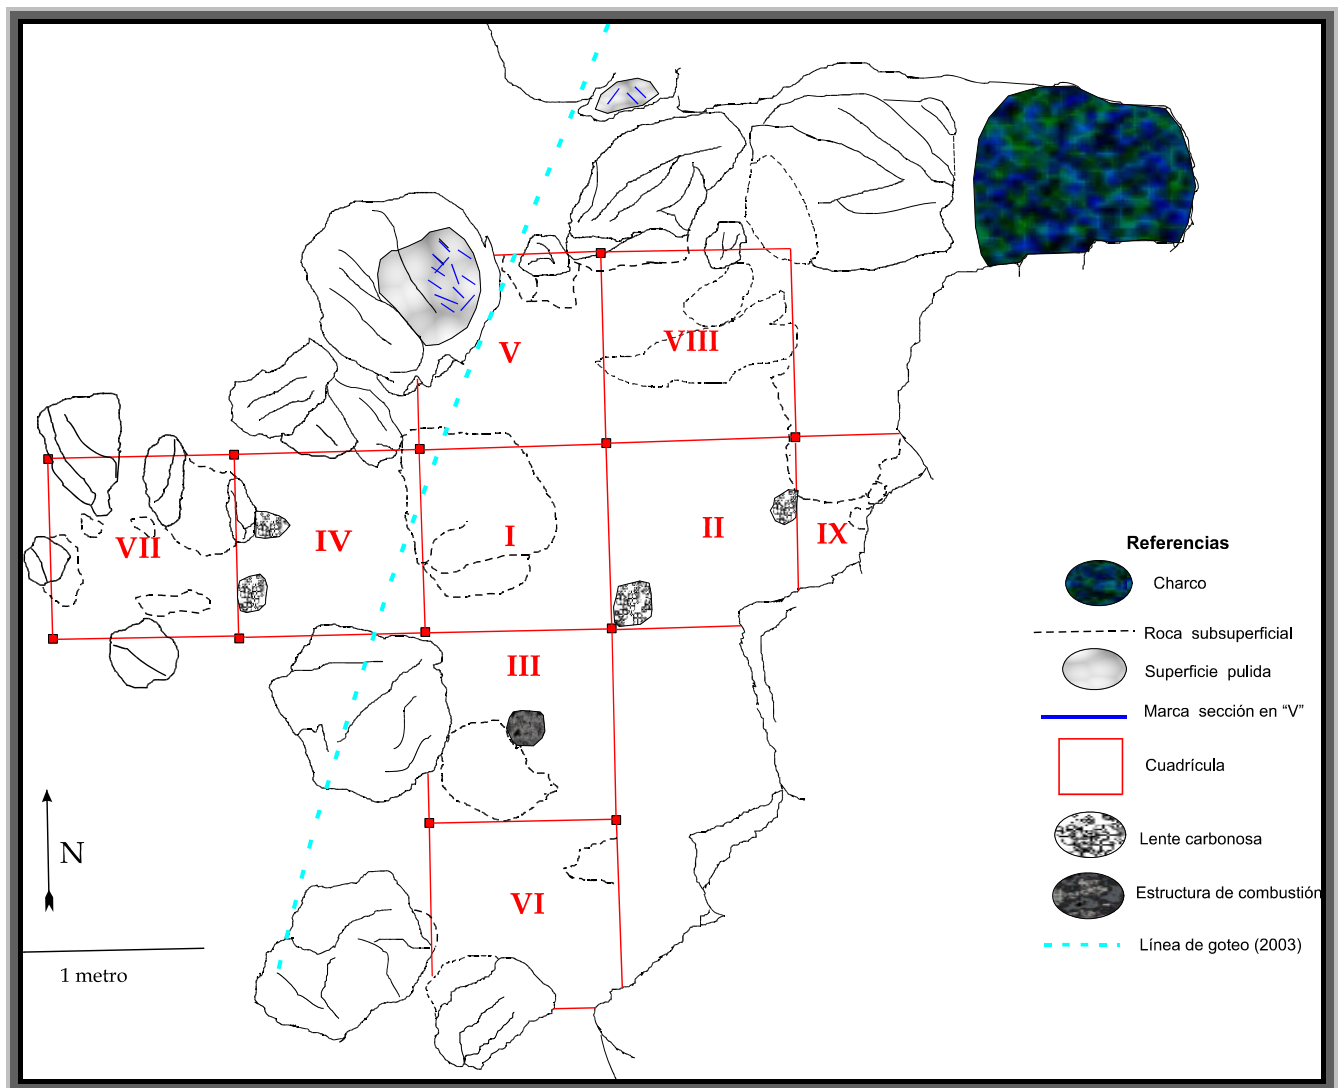 V
VIII
VII
IV
I
II
IX
III
VI
N
1 metro
Referencias
Charco
Roca subsuperficial
Superficie pulida
Marca sección en “V”
Cuadrícula
Lente carbonosa
Estructura de combustión
Línea de goteo (2003)